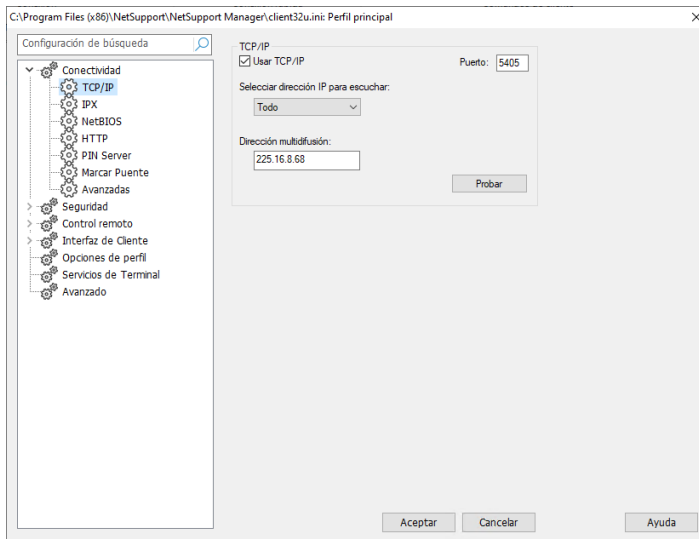 C:\Program Files (x86)\NetSupport\NetSupport Manager\client32u.ini: Perfil principal
Configuración de búsqueda
Conectividad
TCP/IP
IPX
NetBIOS
HTTP
PIN Server
Marcar Puente
Avanzadas
Seguridad
Control remoto
Interfaz de Cliente
Opciones de perfil
Servicios de Terminal
Avanzado
TCP/IP
Usar TCP/IP
Puerto: 5405
Selecciar dirección IP para escuchar:
Todo
Dirección multidifusión:
225.16.8.68
Probar
Aceptar
Cancelar
Ayuda